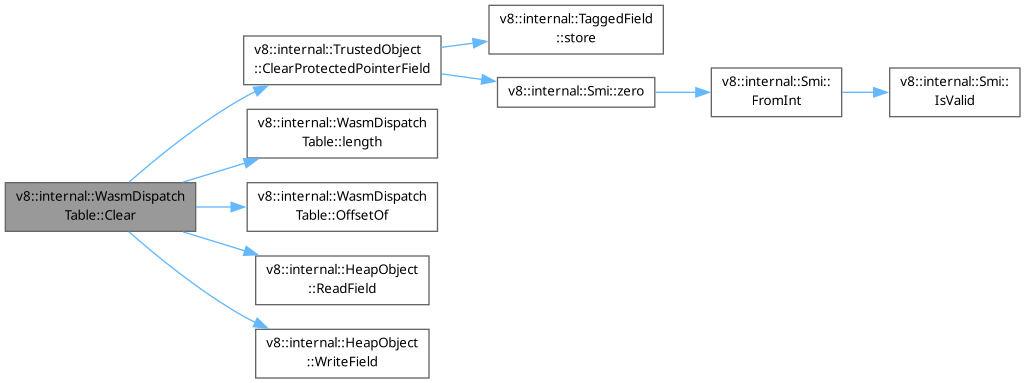 v8::internal::TaggedField
::store
v8::internal::TrustedObject
::ClearProtectedPointerField
v8::internal::Smi::zero
v8::internal::Smi::
FromInt
v8::internal::Smi::
IsValid
v8::internal::WasmDispatch
Table::length
v8::internal::WasmDispatch
Table::Clear
v8::internal::WasmDispatch
Table::OffsetOf
v8::internal::HeapObject
::ReadField
v8::internal::HeapObject
::WriteField